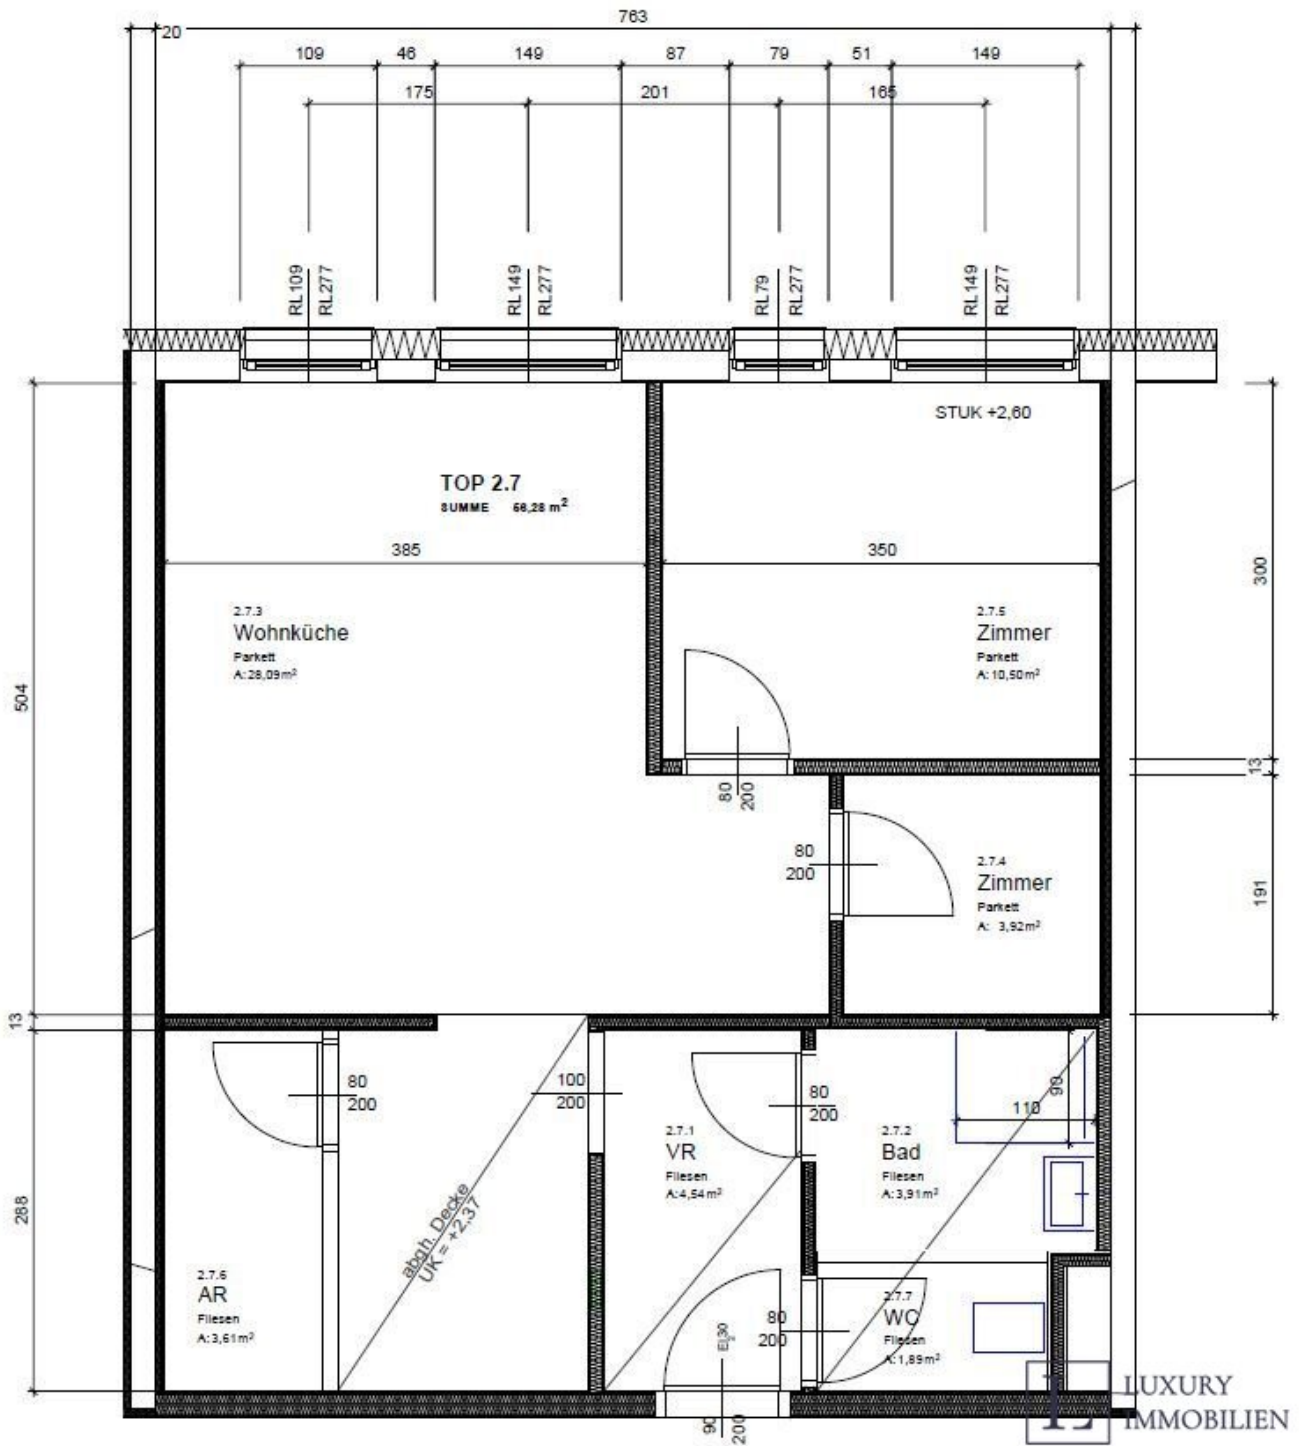 763
20
109 46 149 87 79 51 149
175 201 165
RL109
RL277
RL149
RL277
RL79
RL277
RL149
RL277
STUK +2,60
TOP 2.7
SUMME 56,28 m²
385
350
300
504
2.7.3
Wohnküche
Parkett
A:28,09m²
2.7.5
Zimmer
Parkett
A:10,50m²
80
200
13
80
200
2.7.4
Zimmer
Parkett
A: 3,92m²
191
13
80
200
100
200
80
200
90
110
2.7.1
VR
Fliesen
A:4,54m²
2.7.2
Bad
Fliesen
A:3,91m²
288
abgh. Decke
UK = +2,37
2.7.6
AR
Fliesen
A:3,61m²
EI₂30
80
200
2.7.7
WC
Fliesen
A:1,89m²
90
200
L
LUXURY
IMMOBILIEN